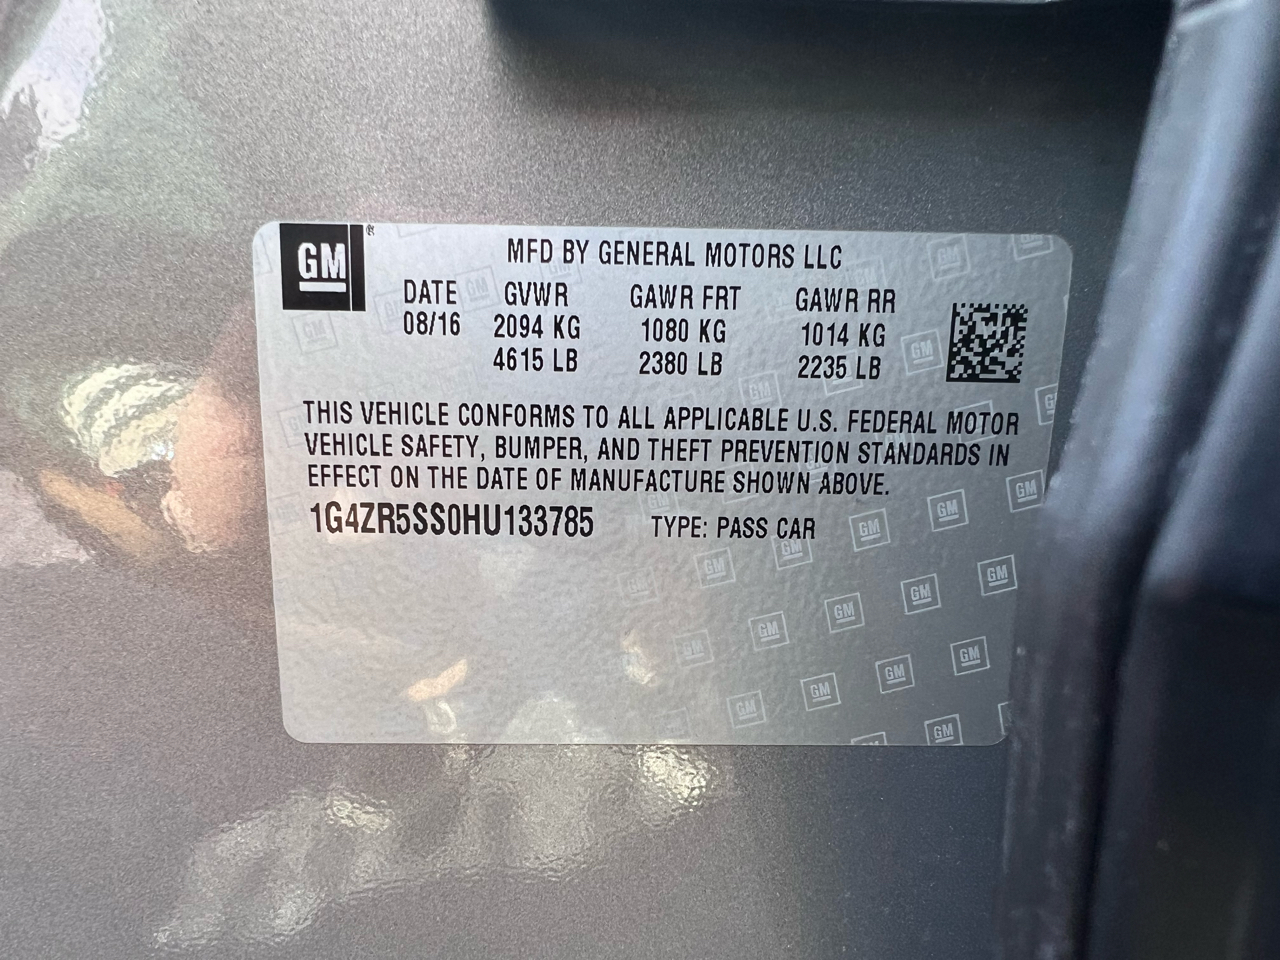 GM ®
MFD BY GENERAL MOTORS LLC
DATE GVWR GAWR FRT GAWR RR
08/16 2094 KG 1080 KG 1014 KG
4615 LB 2380 LB 2235 LB
THIS VEHICLE CONFORMS TO ALL APPLICABLE U.S. FEDERAL MOTOR
VEHICLE SAFETY, BUMPER, AND THEFT PREVENTION STANDARDS IN
EFFECT ON THE DATE OF MANUFACTURE SHOWN ABOVE.
1G4ZR5SS0HU133785 TYPE: PASS CAR